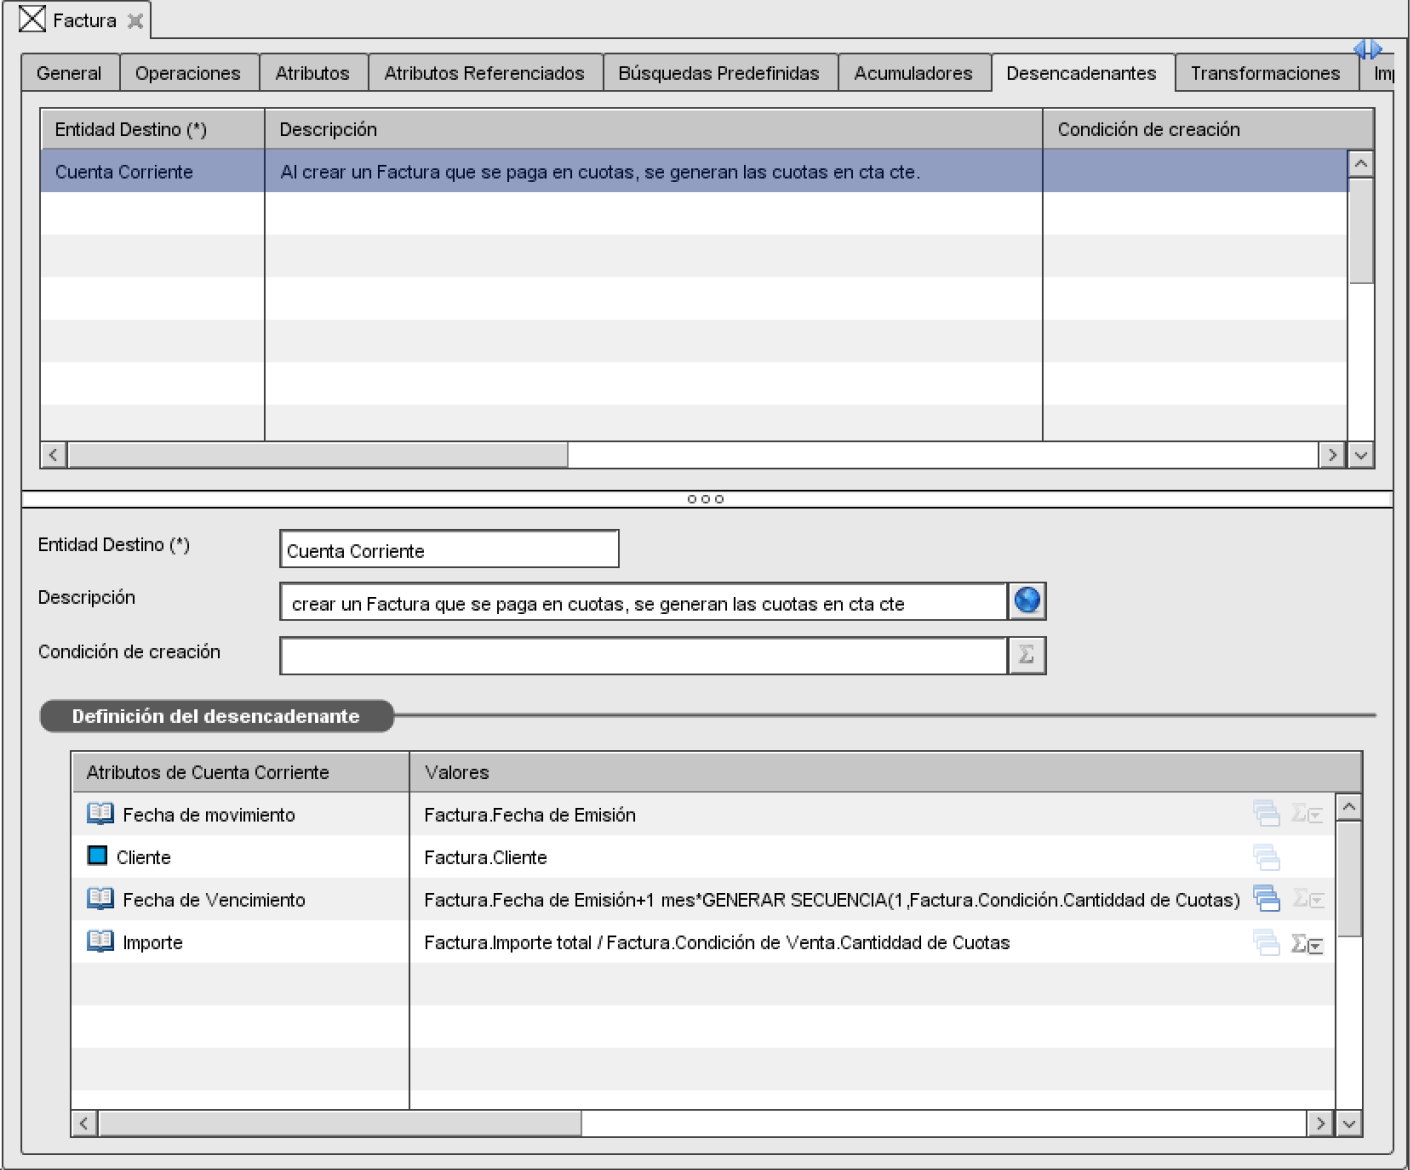 Factura
General Operaciones Atributos Atributos Referenciados Búsquedas Predefinidas Acumuladores Desencadenantes Transformaciones Imp
Entidad Destino (*) Descripción Condición de creación
Cuenta Corriente Al crear un Factura que se paga en cuotas, se generan las cuotas en cta cte.
Entidad Destino (*) Cuenta Corriente
Descripción crear un Factura que se paga en cuotas, se generan las cuotas en cta cte
Condición de creación Σ
Definición del desencadenante
Atributos de Cuenta Corriente Valores
Fecha de movimiento Factura.Fecha de Emisión Σ
Cliente Factura.Cliente
Fecha de Vencimiento Factura.Fecha de Emisión+1 mes*GENERAR SECUENCIA(1,Factura.Condición.Cantiddad de Cuotas) Σ
Importe Factura.Importe total / Factura.Condición de Venta.Cantiddad de Cuotas Σ